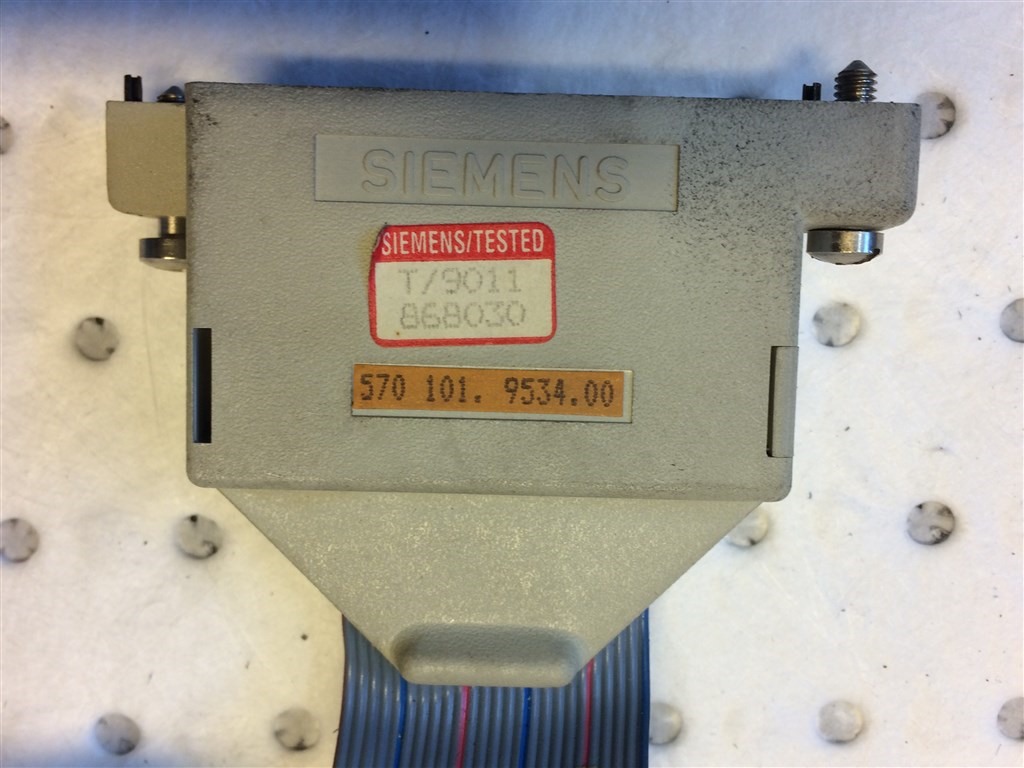 SIEMENS
SIEMENS/TESTED
T/9011
868030
570 101. 9534.00